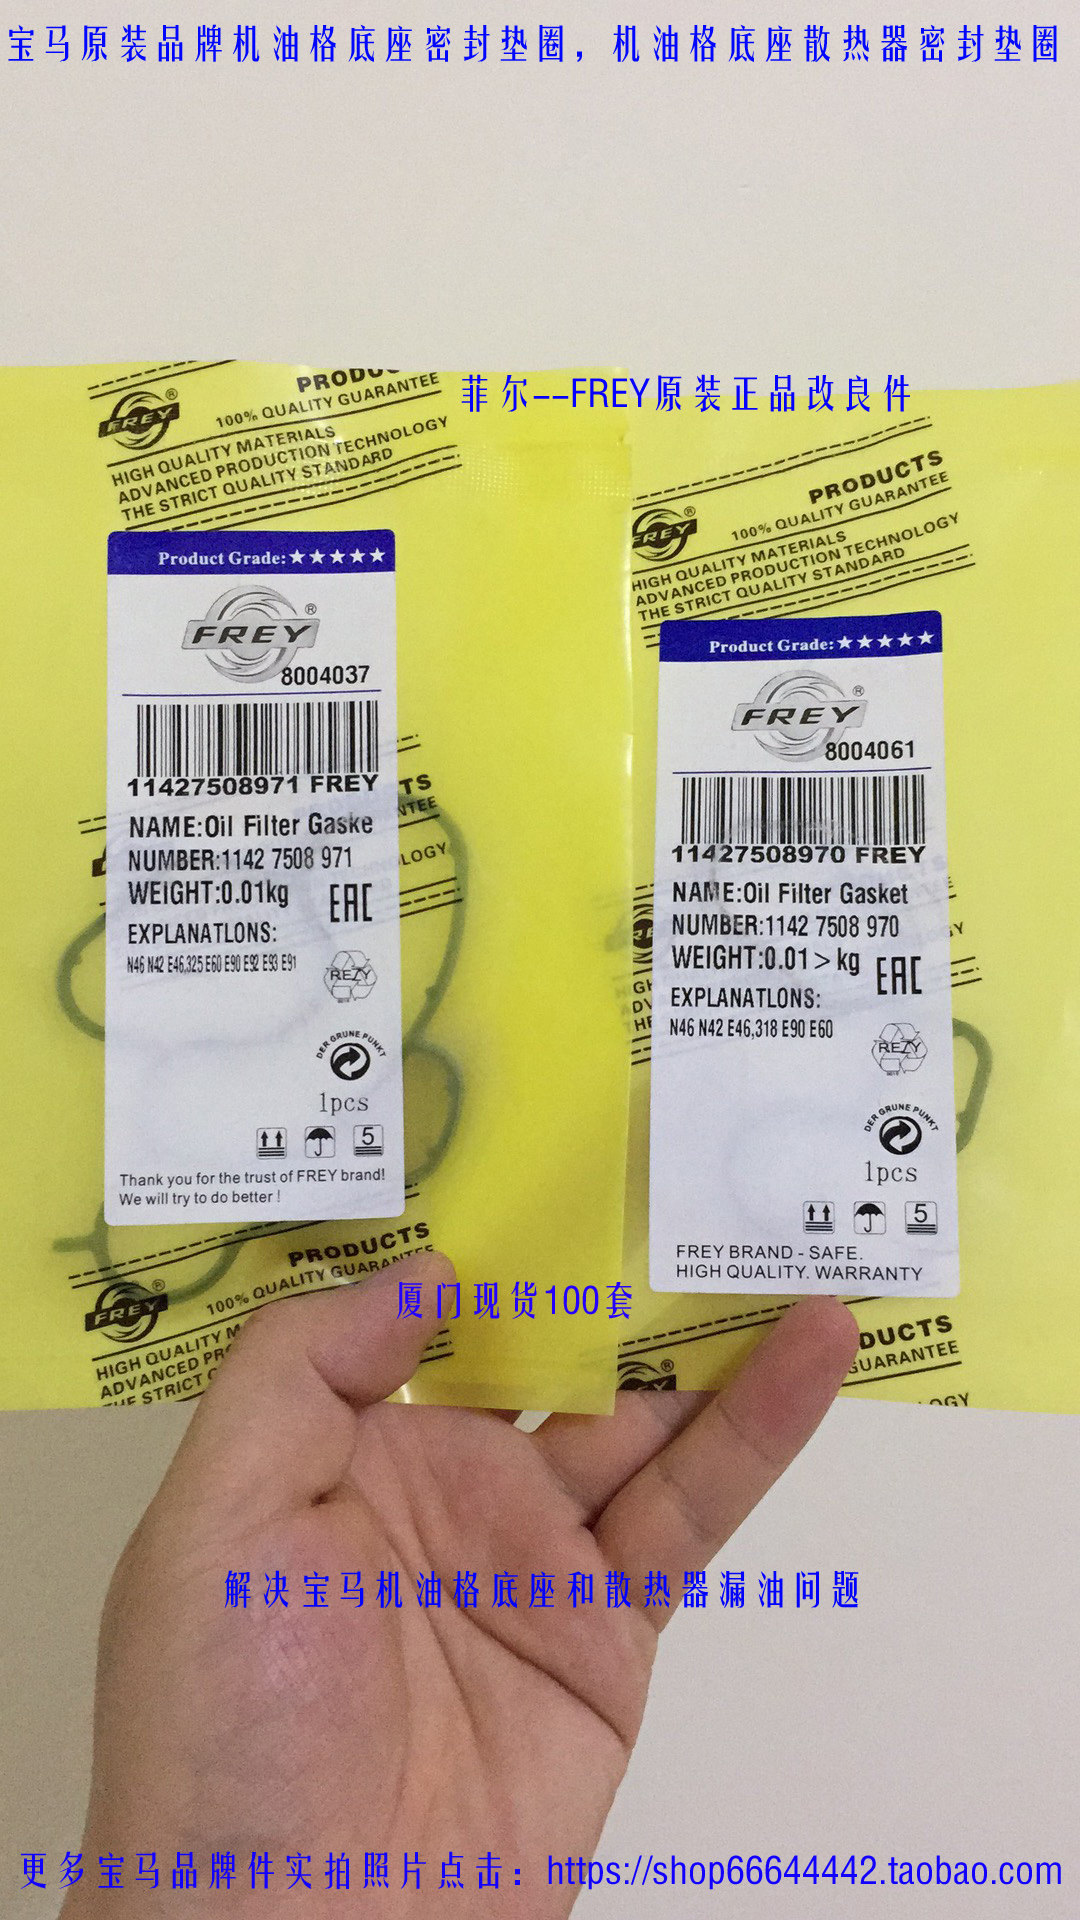 宝马原装品牌机油格底座密封垫圈，机油格底座散热器密封垫圈
菲尔--FREY原装正品改良件
FREY®
100% QUALITY GUARANTEE
HIGH QUALITY MATERIALS
ADVANCED PRODUCTION TECHNOLOGY
THE STRICT QUALITY STANDARD
PRODUCTS
FREY®
100% QUALITY GUARANTEE
HIGH QUALITY MATERIALS
ADVANCED PRODUCTION TECHNOLOGY
THE STRICT QUALITY STANDARD
Product Grade:★★★★★
FREY®
8004037
11427508971 FREY
NAME:Oil Filter Gaske
NUMBER:1142 7508 971
WEIGHT:0.01kg
EAC
EXPLANATLONS:
N46 N42 E46,325 E60 E90 E92 E93 E91
REZY
DER GRUNE PUNKT
1pcs
5
Thank you for the trust of FREY brand!
We will try to do better !
Product Grade:★★★★★
FREY®
8004061
11427508970 FREY
NAME:Oil Filter Gasket
NUMBER:1142 7508 970
WEIGHT:0.01>kg
EAC
EXPLANATLONS:
N46 N42 E46,318 E90 E60
REZY
DER GRUNE PUNKT
1pcs
5
FREY BRAND - SAFE.
HIGH QUALITY. WARRANTY
PRODUCTS
FREY®
100% QUALITY
HIGH QUALITY
ADVANCED
STRICT
厦门现货100套
FREY®
解决宝马机油格底座和散热器漏油问题
更多宝马品牌件实拍照片点击：https://shop66644442.taobao.com